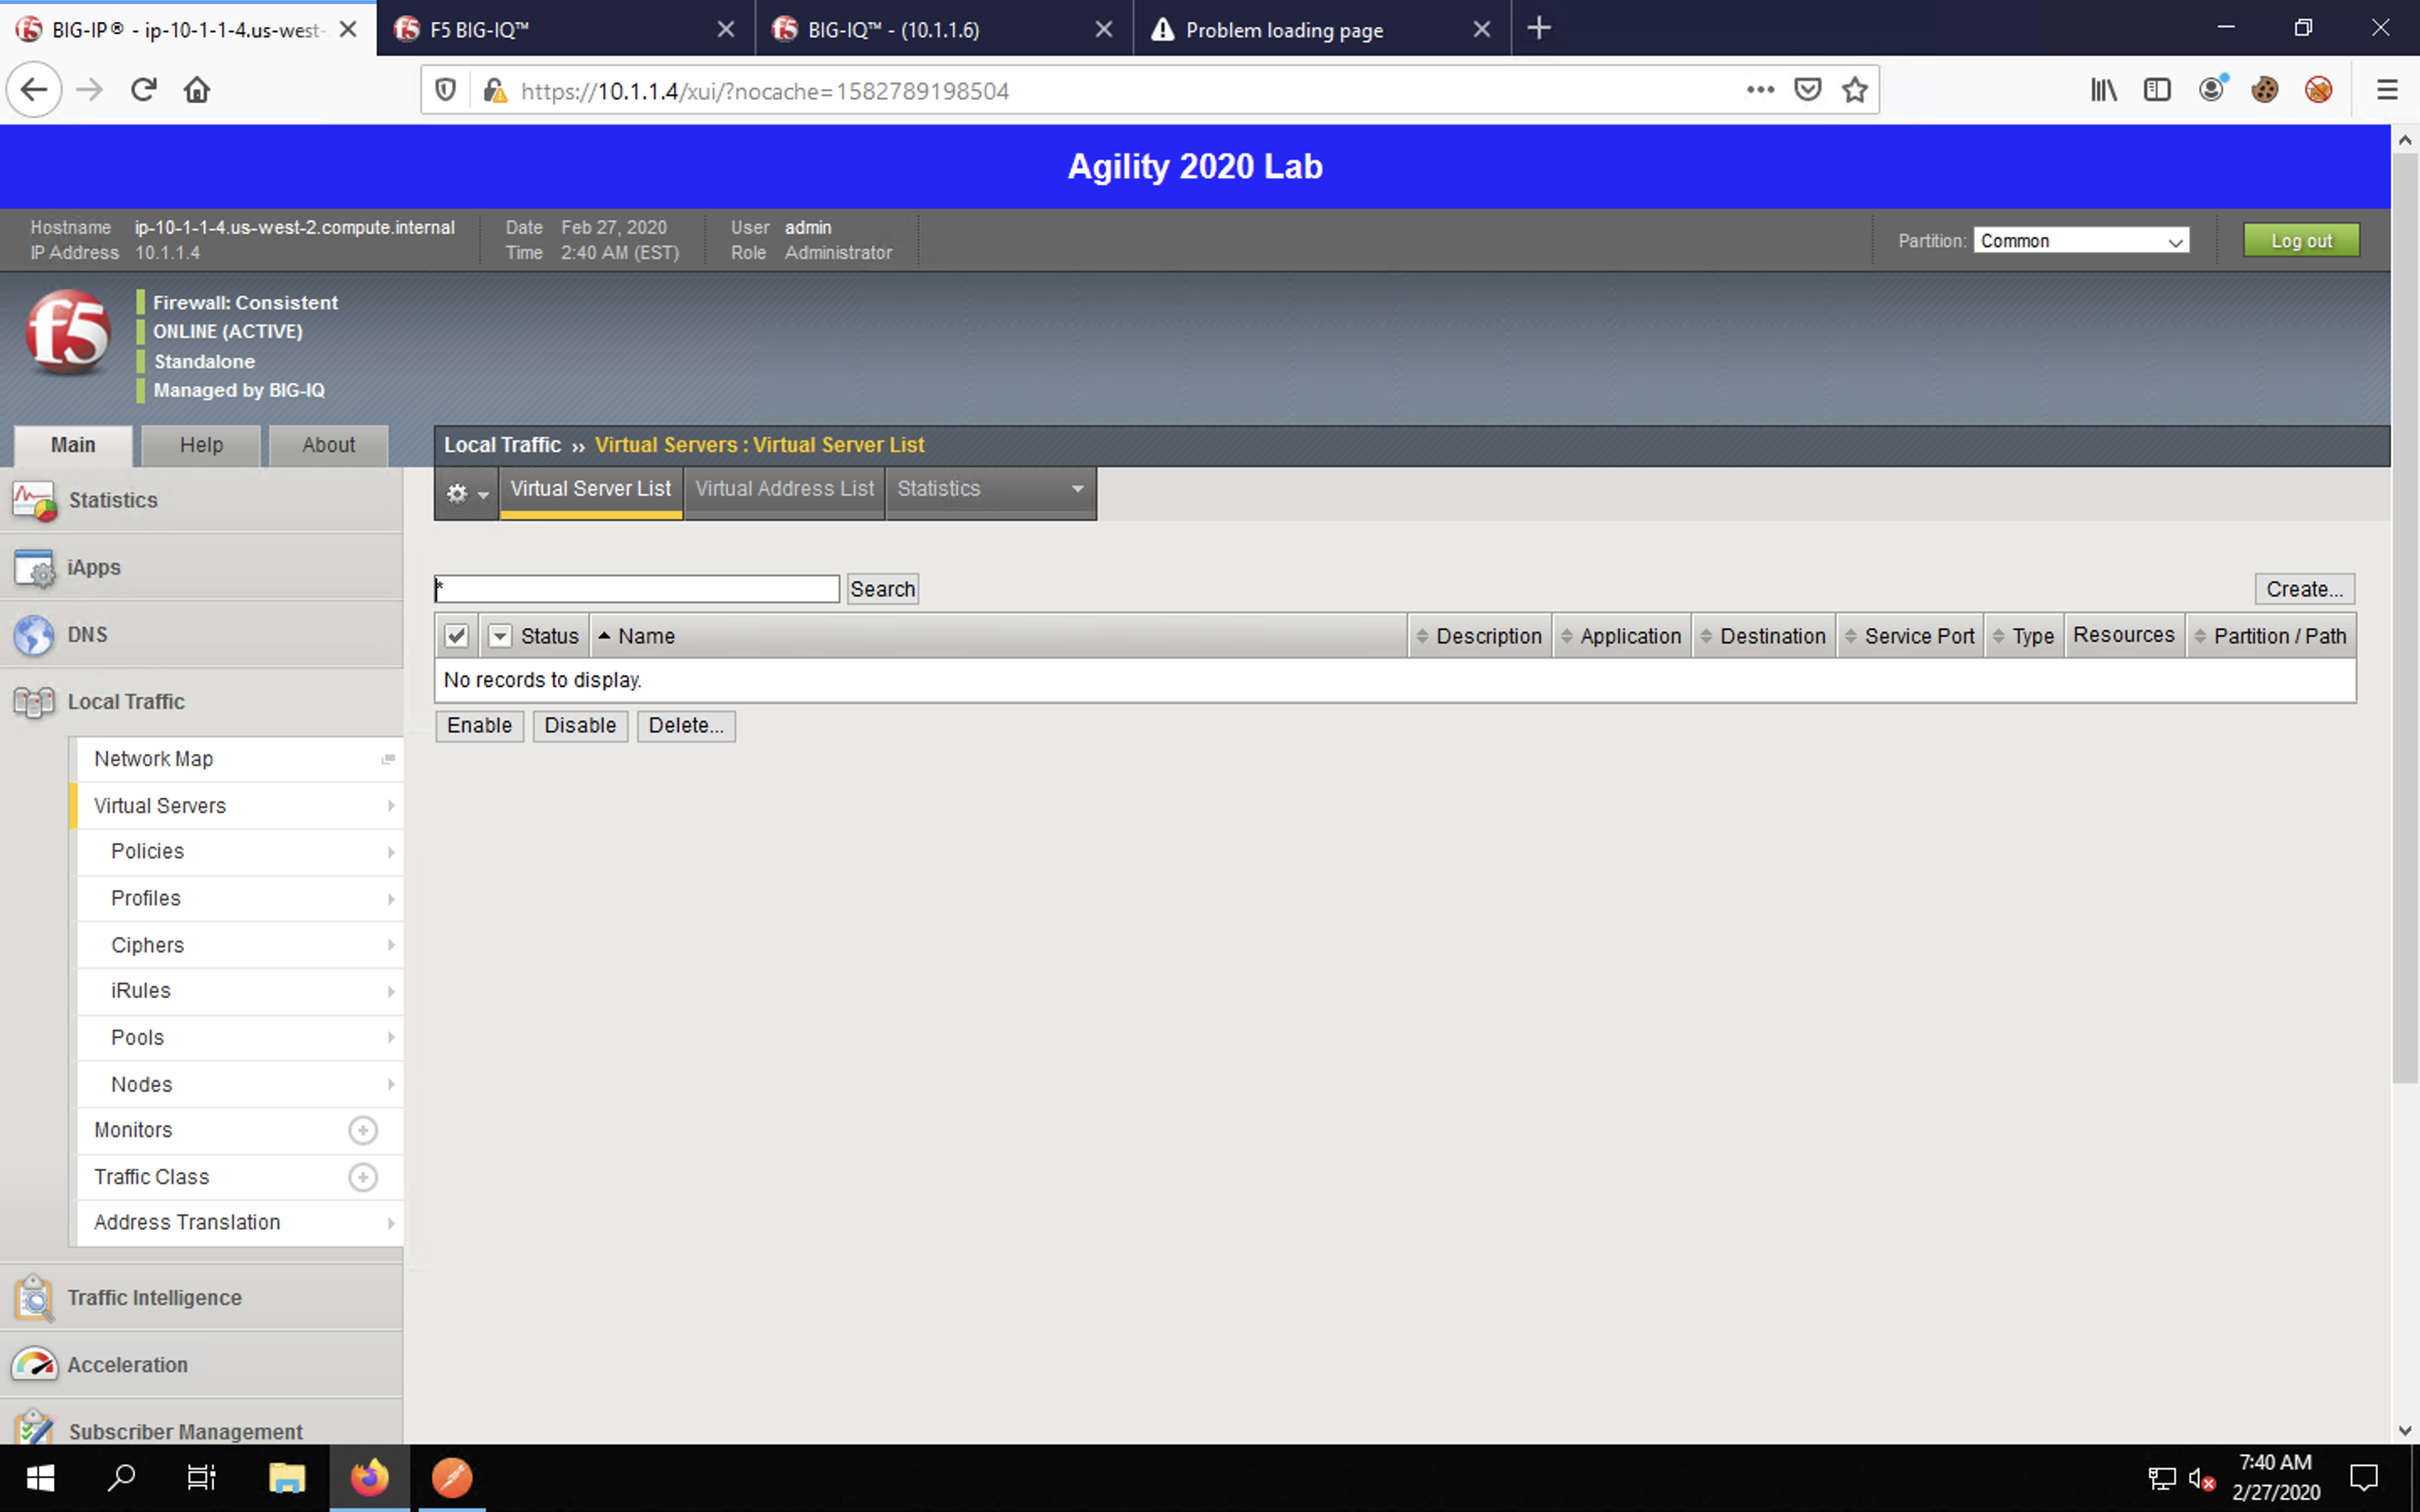 BIG-IP® - ip-10-1-1-4.us-west-
F5 BIG-IQ™
BIG-IQ™ - (10.1.1.6)
Problem loading page
https://10.1.1.4/xui/?nocache=1582789198504
Agility 2020 Lab
Hostname ip-10-1-1-4.us-west-2.compute.internal
IP Address 10.1.1.4
Date Feb 27, 2020
Time 2:40 AM (EST)
User admin
Role Administrator
Partition: Common
Log out
f5
Firewall: Consistent
ONLINE (ACTIVE)
Standalone
Managed by BIG-IQ
Main Help About
Local Traffic ›› Virtual Servers : Virtual Server List
Virtual Server List Virtual Address List Statistics
Statistics
iApps
DNS
Local Traffic
Network Map
Virtual Servers
Policies
Profiles
Ciphers
iRules
Pools
Nodes
Monitors
Traffic Class
Address Translation
Traffic Intelligence
Acceleration
Subscriber Management
* Search Create...
Status Name Description Application Destination Service Port Type Resources Partition / Path
No records to display.
Enable Disable Delete...
7:40 AM
2/27/2020